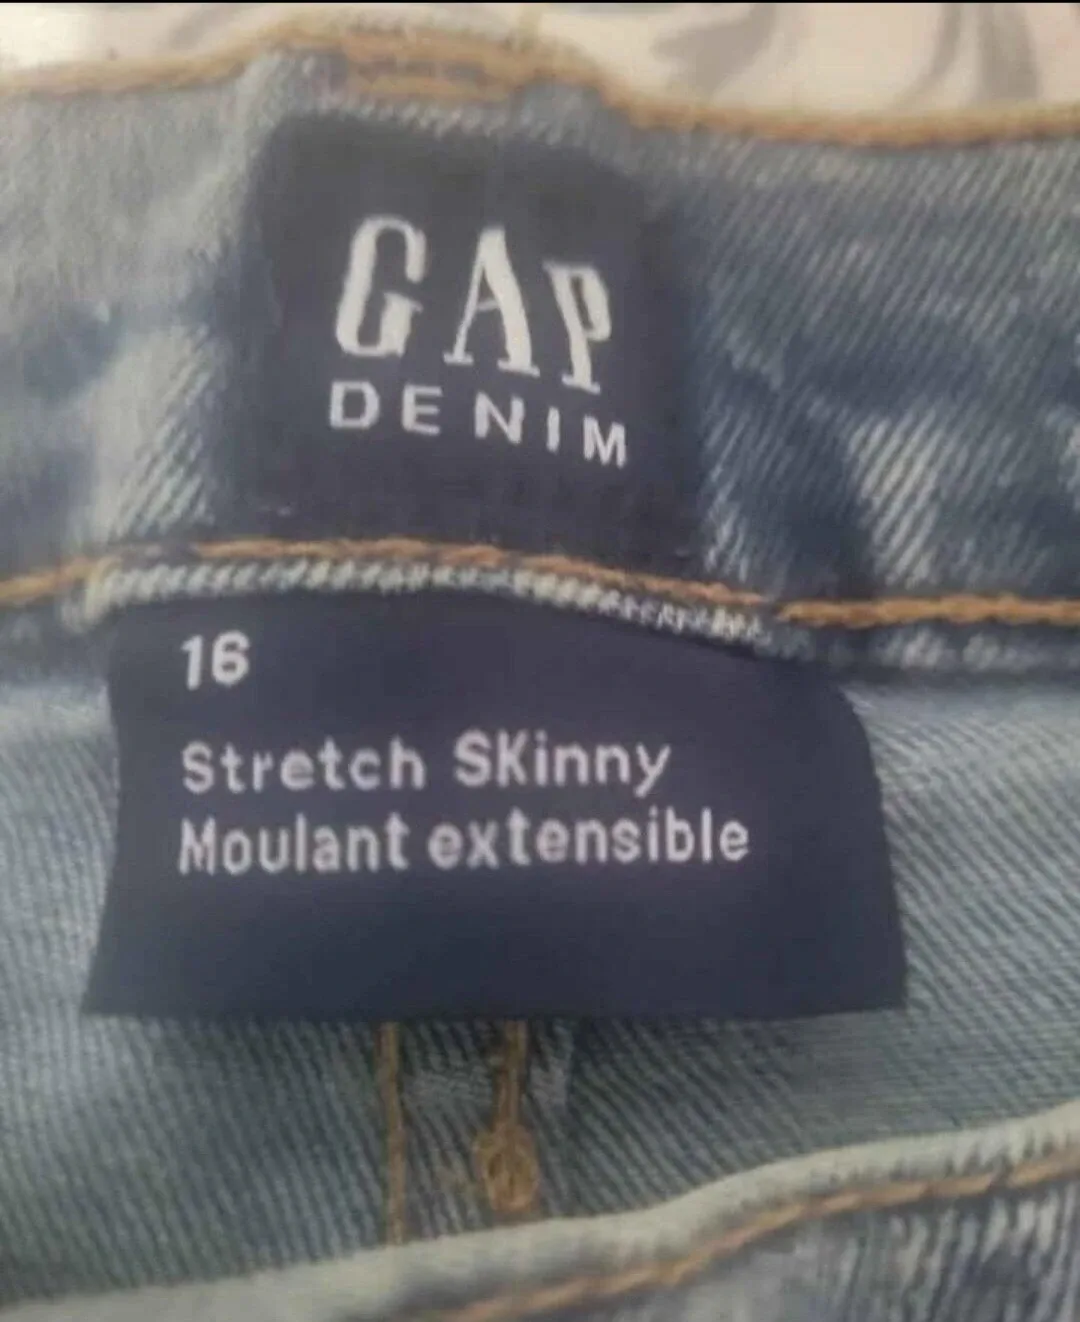 GAP
DENIM
16
Stretch SKinny
Moulant extensible